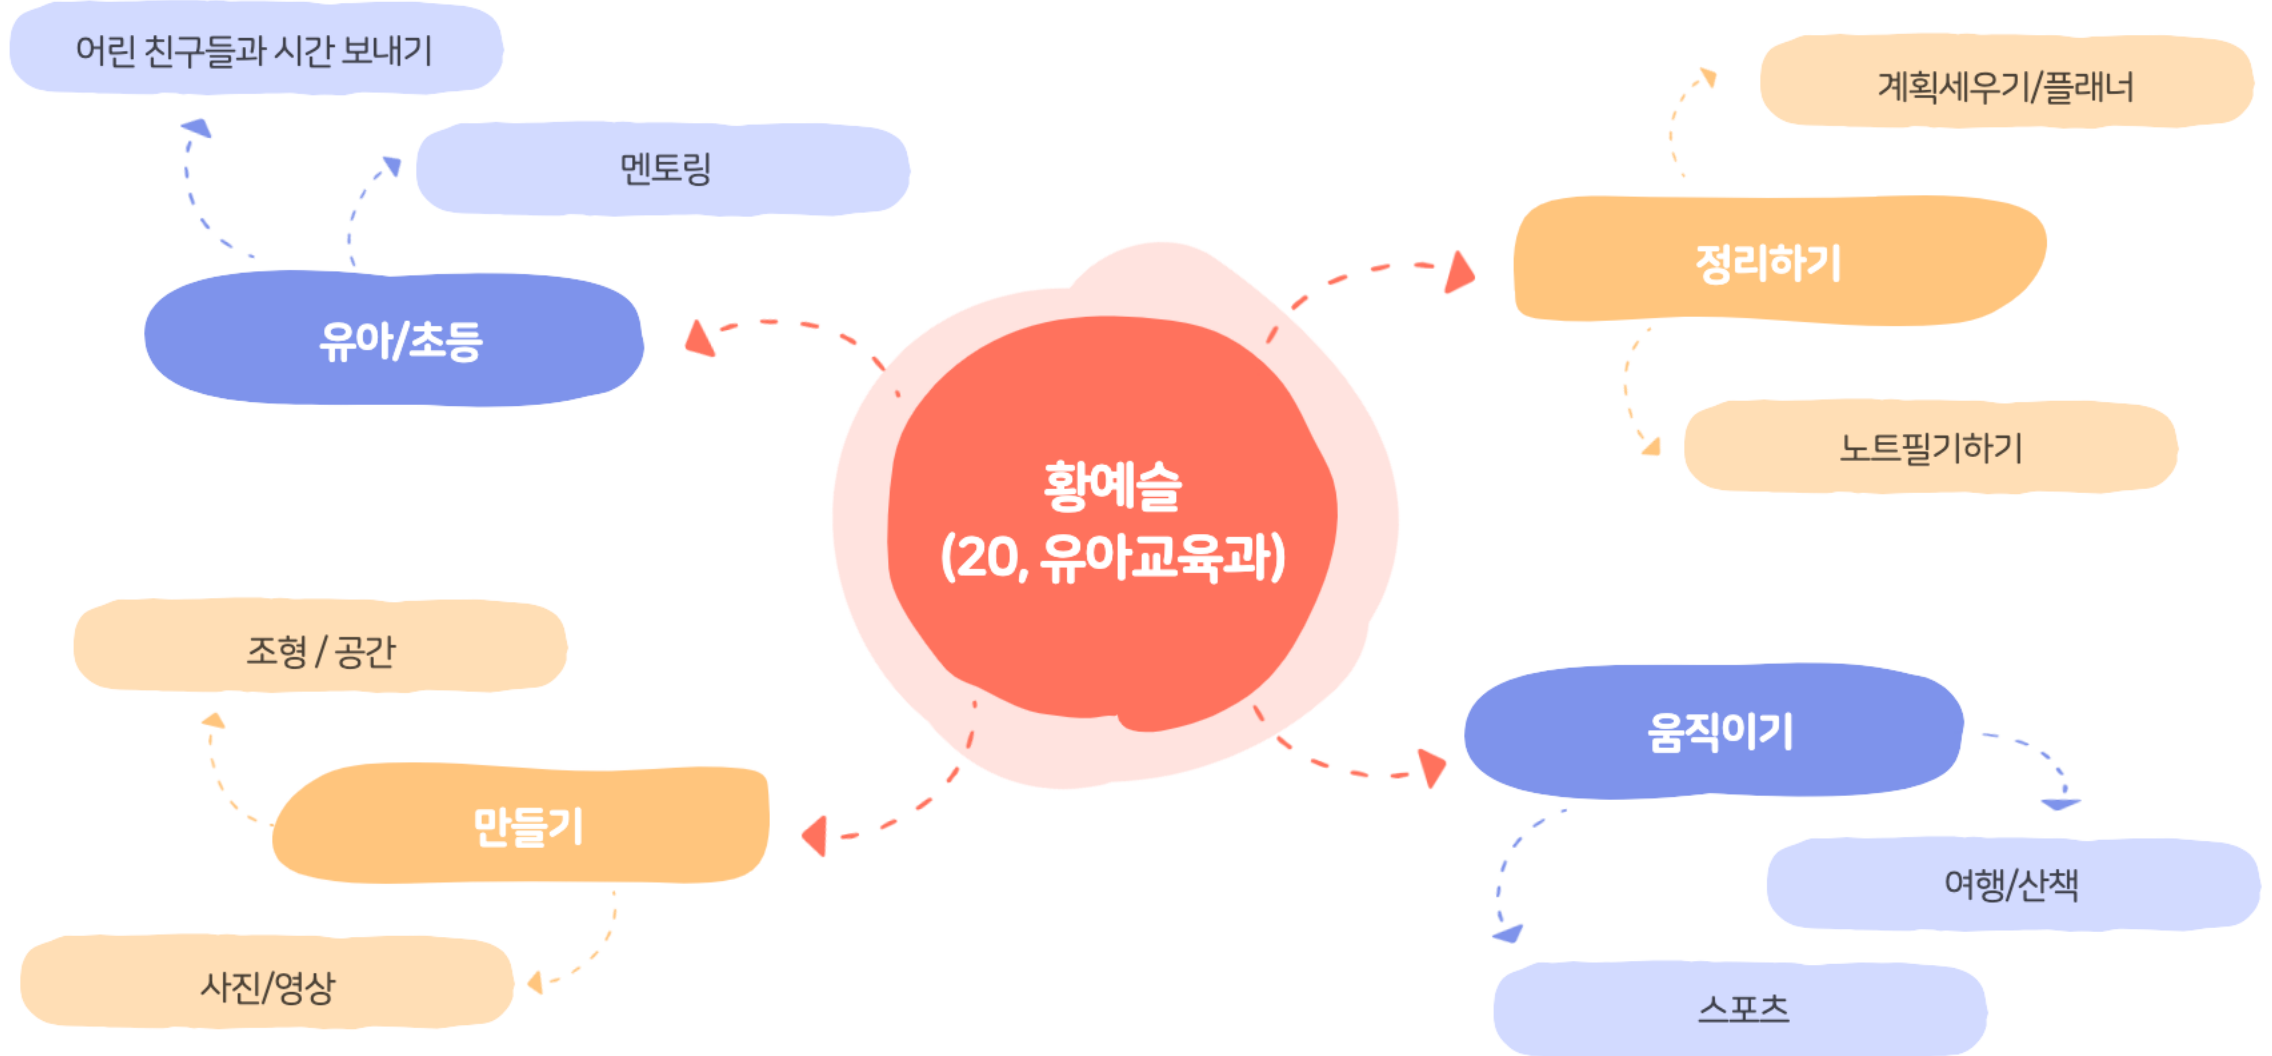 어린 친구들과 시간 보내기
멘토링
유아/초등
계획세우기/플래너
정리하기
노트필기하기
황예슬
(20, 유아교육과)
조형 / 공간
만들기
사진/영상
움직이기
여행/산책
스포츠